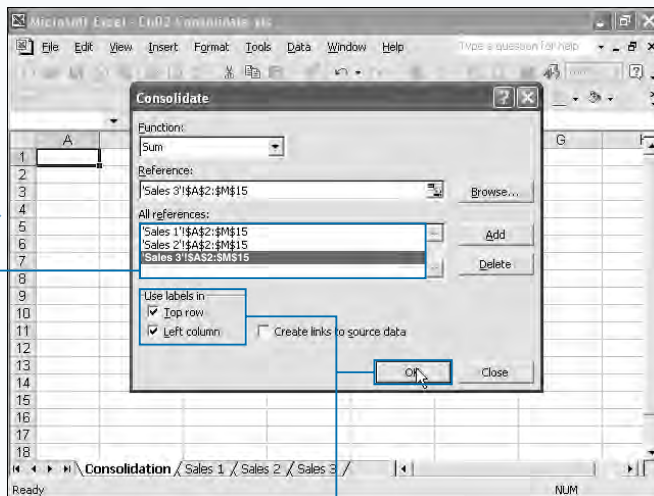 Microsoft Excel - Ch02 Consolidate.xls
File Edit View Insert Format Tools Data Window Help Type a question for help
Consolidate
Function:
Sum
Reference:
'Sales 3'!$A$2:$M$15
Browse...
All references:
'Sales 1'!$A$2:$M$15
'Sales 2'!$A$2:$M$15
'Sales 3'!$A$2:$M$15
Add
Delete
Use labels in
Top row
Left column
Create links to source data
OK
Close
A G
1
2
3
4
5
6
7
8
9
10
11
12
13
14
15
16
17
18
Consolidation Sales 1 Sales 2 Sales 3
Ready NUM